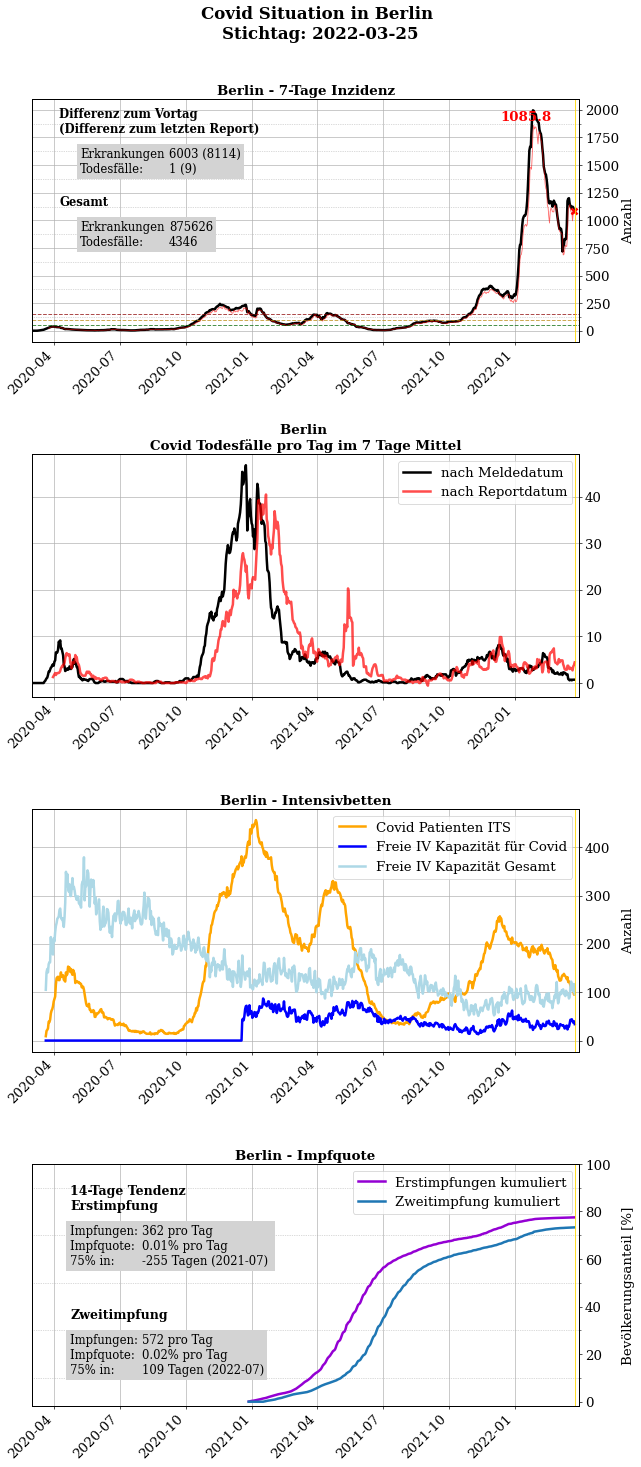 Covid Situation in Berlin
Stichtag: 2022-03-25
Berlin - 7-Tage Inzidenz
Differenz zum Vortag
(Differenz zum letzten Report)
Erkrankungen 6003 (8114)
Todesfälle: 1 (9)
Gesamt
Erkrankungen 875626
Todesfälle: 4346
2000
1750
1500
1250
1000
750
500
250
0
Anzahl
2020-04
2020-07
2020-10
2021-01
2021-04
2021-07
2021-10
2022-01
Berlin
Covid Todesfälle pro Tag im 7 Tage Mittel
nach Meldedatum
nach Reportdatum
40
30
20
10
0
2020-04
2020-07
2020-10
2021-01
2021-04
2021-07
2021-10
2022-01
Berlin - Intensivbetten
Covid Patienten ITS
Freie IV Kapazität für Covid
Freie IV Kapazität Gesamt
400
300
200
100
0
Anzahl
2020-04
2020-07
2020-10
2021-01
2021-04
2021-07
2021-10
2022-01
Berlin - Impfquote
14-Tage Tendenz
Erstimpfung
Impfungen: 362 pro Tag
Impfquote: 0.01% pro Tag
75% in: -255 Tagen (2021-07)
Zweitimpfung
Impfungen: 572 pro Tag
Impfquote: 0.02% pro Tag
75% in: 109 Tagen (2022-07)
Erstimpfungen kumuliert
Zweitimpfung kumuliert
100
80
60
40
20
0
Bevölkerungsanteil [%]
2020-04
2020-07
2020-10
2021-01
2021-04
2021-07
2021-10
2022-01